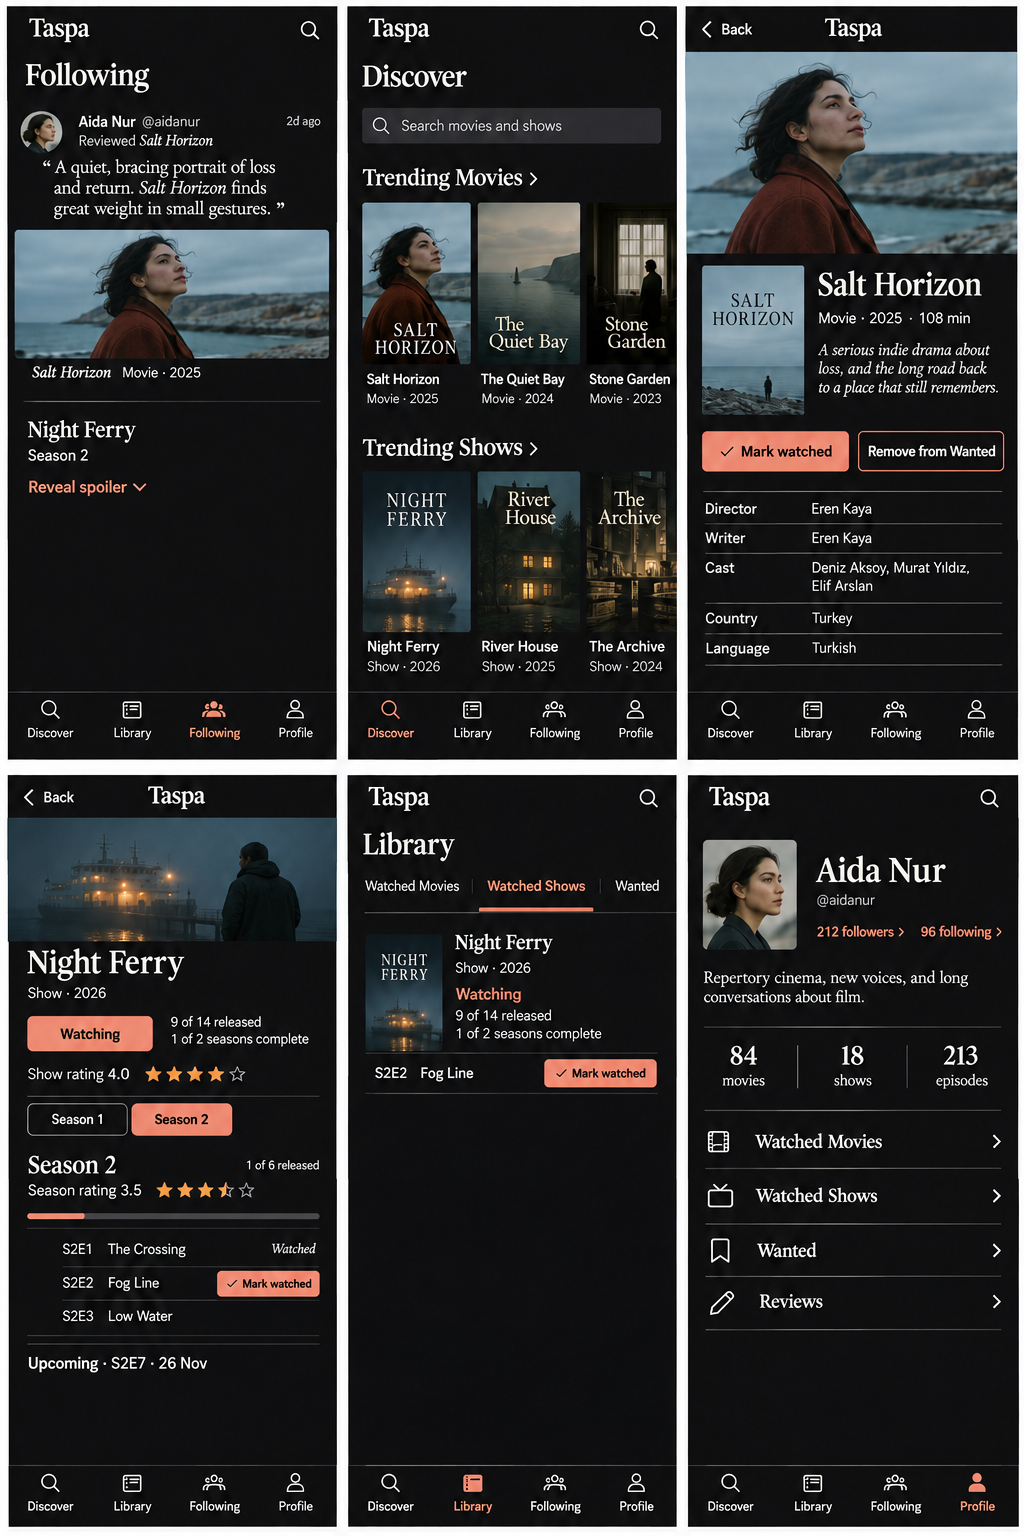 Taspa
Following
Aida Nur @aidanur 2d ago
Reviewed Salt Horizon
“ A quiet, bracing portrait of loss
and return. Salt Horizon finds
great weight in small gestures. ”
Salt Horizon Movie · 2025
Night Ferry
Season 2
Reveal spoiler
Discover Library Following Profile
Taspa
Discover
Search movies and shows
Trending Movies
SALT
HORIZON
The
Quiet Bay
Stone
Garden
Salt Horizon The Quiet Bay Stone Garden
Movie · 2025 Movie · 2024 Movie · 2023
Trending Shows
NIGHT
FERRY
River
House
The
Archive
Night Ferry River House The Archive
Show · 2026 Show · 2025 Show · 2024
Discover Library Following Profile
Back Taspa
SALT
HORIZON
Salt Horizon
Movie · 2025 · 108 min
A serious indie drama about
loss, and the long road back
to a place that still remembers.
Mark watched Remove from Wanted
Director Eren Kaya
Writer Eren Kaya
Cast Deniz Aksoy, Murat Yıldız,
Elif Arslan
Country Turkey
Language Turkish
Discover Library Following Profile
Back Taspa
Night Ferry
Show · 2026
Watching
9 of 14 released
1 of 2 seasons complete
Show rating 4.0
Season 1 Season 2
Season 2 1 of 6 released
Season rating 3.5
S2E1 The Crossing Watched
S2E2 Fog Line Mark watched
S2E3 Low Water
Upcoming · S2E7 · 26 Nov
Discover Library Following Profile
Taspa
Library
Watched Movies Watched Shows Wanted
NIGHT
FERRY
Night Ferry
Show · 2026
Watching
9 of 14 released
1 of 2 seasons complete
S2E2 Fog Line Mark watched
Discover Library Following Profile
Taspa
Aida Nur
@aidanur
212 followers 96 following
Repertory cinema, new voices, and long
conversations about film.
84 18 213
movies shows episodes
Watched Movies
Watched Shows
Wanted
Reviews
Discover Library Following Profile